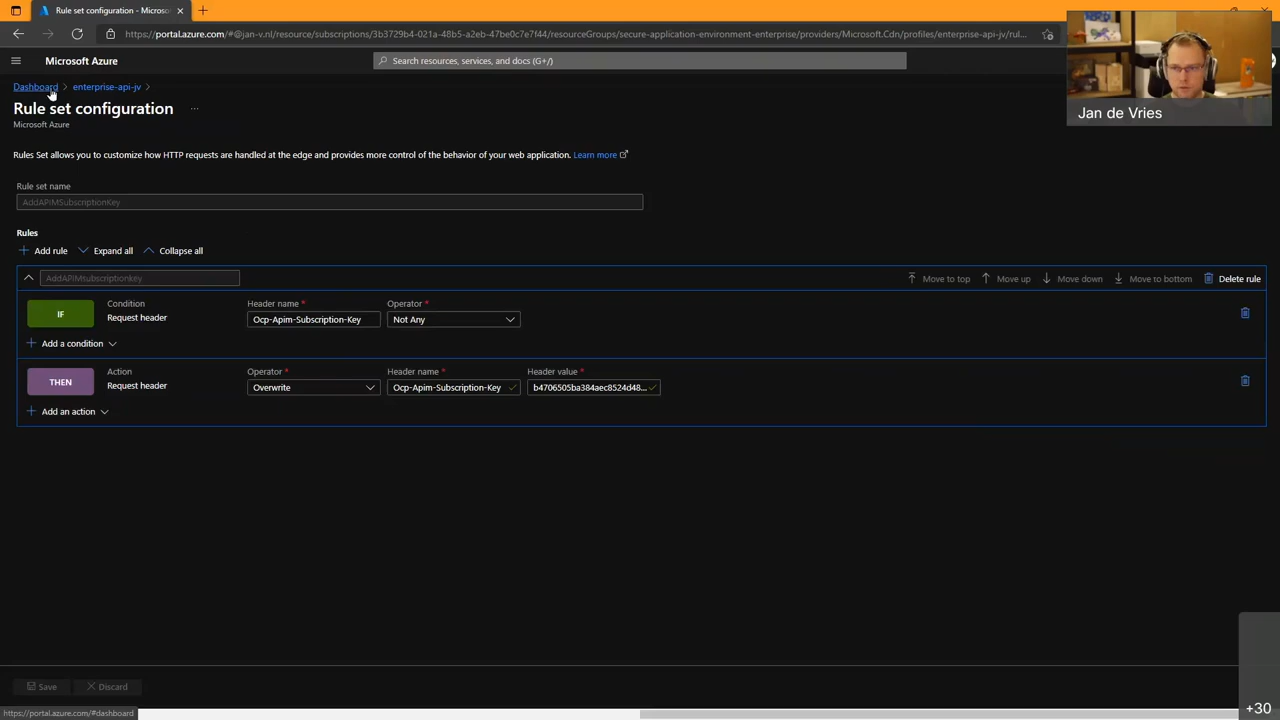 Rule set configuration - Microso
https://portal.azure.com/#@jan-v.nl/resource/subscriptions/3b3729b4-021a-48b5-a2eb-47be0c7e7f44/resourceGroups/secure-application-environment-enterprise/providers/Microsoft.Cdn/profiles/enterprise-api-jv/rul...
Microsoft Azure
Search resources, services, and docs (G+/)
Dashboard > enterprise-api-jv >
Rule set configuration ...
Microsoft Azure
Jan de Vries
Rules Set allows you to customize how HTTP requests are handled at the edge and provides more control of the behavior of your web application. Learn more
Rule set name
AddAPIMSubscriptionKey
Rules
Add rule Expand all Collapse all
AddAPIMsubscriptionkey Move to top Move up Move down Move to bottom Delete rule
IF Condition Request header Header name * Operator *
Ocp-Apim-Subscription-Key Not Any
Add a condition
THEN Action Request header Operator * Header name * Header value *
Overwrite Ocp-Apim-Subscription-Key b4706505ba384aec8524d48...
Add an action
Save Discard
https://portal.azure.com/#dashboard
+30